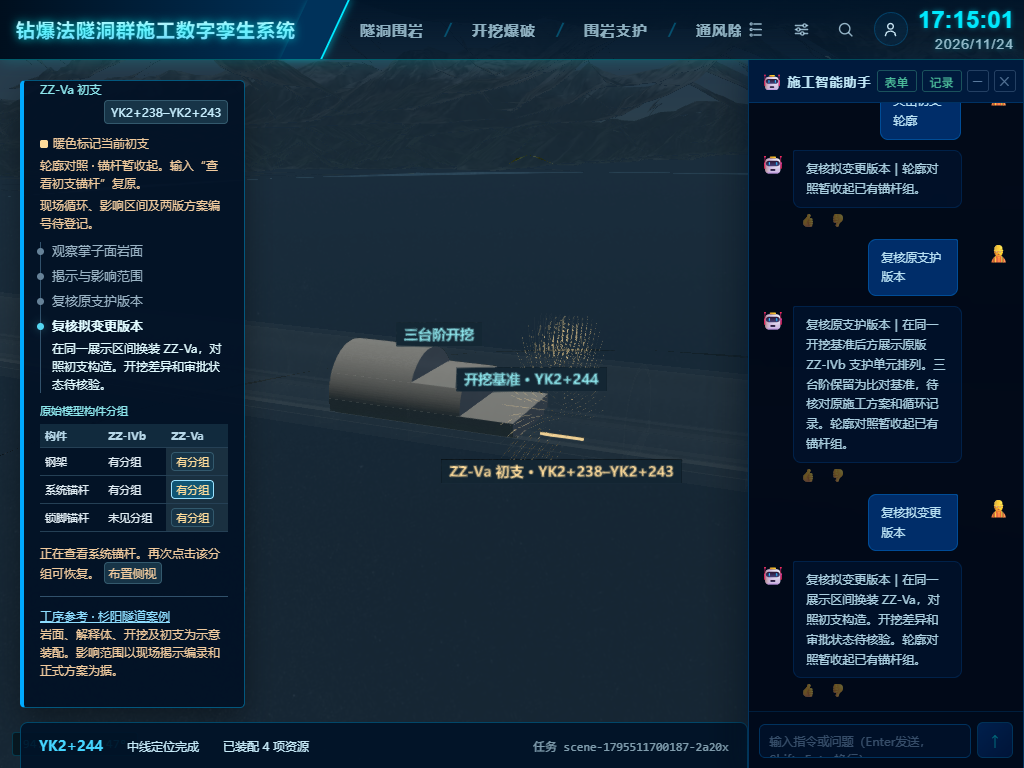 钻爆法隧洞群施工数字孪生系统
隧洞围岩 / 开挖爆破 / 围岩支护 / 通风除
17:15:01
2026/11/24
ZZ-Va 初支
YK2+238—YK2+243
暖色标记当前初支
轮廓对照 · 锚杆暂收起。输入“查
看初支锚杆”复原。
现场循环、影响区间及两版方案编
号待登记。
观察掌子面岩面
揭示与影响范围
复核原支护版本
复核拟变更版本
在同一展示区间换装 ZZ-Va，对
照初支构造。开挖差异和审批状
态待核验。
原始模型构件分组
构件 ZZ-IVb ZZ-Va
钢架 有分组 有分组
系统锚杆 有分组 有分组
锁脚锚杆 未见分组 有分组
正在查看系统锚杆。再次点击该分
组可恢复。 布置侧视
工序参考 · 杉阳隧道案例
岩面、解释体、开挖及初支为示意
装配。影响范围以现场揭示编录和
正式方案为据。
三台阶开挖
开挖基准 • YK2+244
ZZ-Va 初支 • YK2+238—YK2+243
YK2+244 中线定位完成 已装配 4 项资源
任务 scene-1795511700187-2a20x
施工智能助手 表单 记录
轮廓
复核拟变更版本 | 轮廓对
照暂收起已有锚杆组。
复核原支护
版本
复核原支护版本 | 在同一
开挖基准后方展示原版
ZZ-IVb 支护单元排列。三
台阶保留为比对基准，待
核对原施工方案和循环记
录。轮廓对照暂收起已有
锚杆组。
复核拟变更
版本
复核拟变更版本 | 在同一
展示区间换装 ZZ-Va，对
照初支构造。开挖差异和
审批状态待核验。轮廓对
照暂收起已有锚杆组。
输入指令或问题（Enter发送，